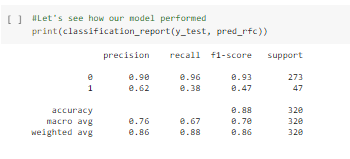 [ ] #Let's see how our model performed
print(classification_report(y_test, pred_rfc))
precision recall f1-score support
0 0.90 0.96 0.93 273
1 0.62 0.38 0.47 47
accuracy 0.88 320
macro avg 0.76 0.67 0.70 320
weighted avg 0.86 0.88 0.86 320